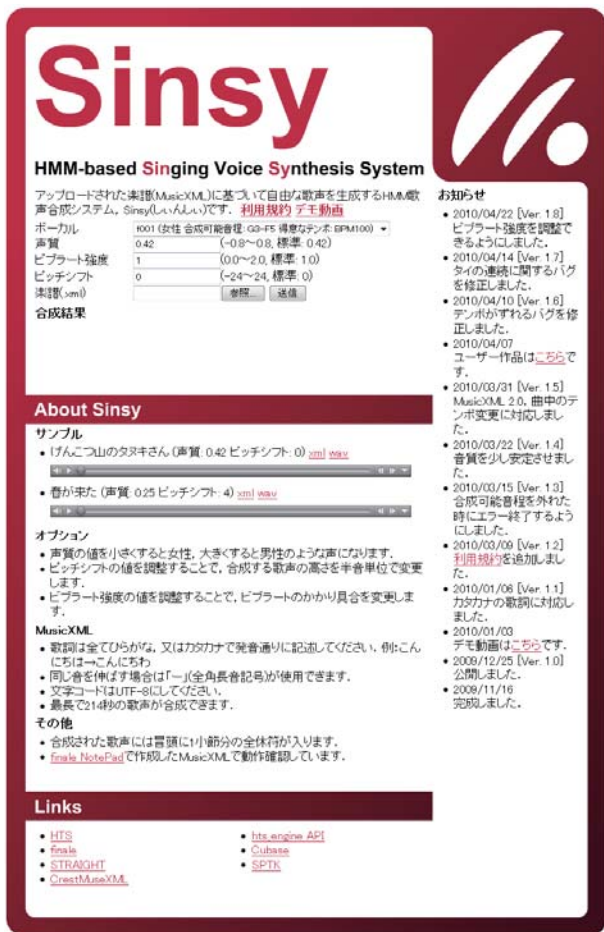 Sinsy
HMM-based Singing Voice Synthesis System
アップロードされた楽譜(MusicXML)に基づいて自由な歌声を生成するHMM歌
声合成システム, Sinsy(しぃんしぃ)です. 利用規約 デモ動画
ボーカル f001 (女性 合成可能音程: G3-F5 得意なテンポ: BPM100)
声質 0.42 (-0.8~0.8, 標準: 0.42)
ビブラート強度 1 (0.0~2.0, 標準: 1.0)
ピッチシフト 0 (-24~24, 標準: 0)
楽譜(.xml) 参照... 送信
合成結果
About Sinsy
サンプル
げんこつ山のタヌキさん (声質: 0.42 ピッチシフト: 0) xml wav
春が来た (声質: 0.25 ピッチシフト: 4) xml wav
オプション
声質の値を小さくすると女性, 大きくすると男性のような声になります.
ピッチシフトの値を調整することで, 合成する歌声の高さを半音単位で変更
します.
ビブラート強度の値を調整することで, ビブラートのかかり具合を変更しま
す.
MusicXML
歌詞は全てひらがな, 又はカタカナで発音通りに記述してください. 例:こん
にちは→こんにちわ
同じ音を伸ばす場合は「ー」(全角長音記号)が使用できます.
文字コードはUTF-8にしてください.
最長で214秒の歌声が合成できます.
その他
合成された歌声には冒頭に1小節分の全休符が入ります.
finale NotePadで作成したMusicXMLで動作確認しています.
Links
HTS
finale
STRAIGHT
CrestMuseXML
hts_engine API
Cubase
SPTK
お知らせ
2010/04/22 [Ver. 1.8]
ビブラート強度を調整で
きるようにしました.
2010/04/14 [Ver. 1.7]
タイの連続に関するバグ
を修正しました.
2010/04/10 [Ver. 1.6]
テンポがずれるバグを修
正しました.
2010/04/07
ユーザー作品はこちらで
す.
2010/03/31 [Ver. 1.5]
MusicXML 2.0, 曲中のテ
ンポ変更に対応しまし
た.
2010/03/22 [Ver. 1.4]
音質を少し安定させまし
た.
2010/03/15 [Ver. 1.3]
合成可能音程を外れた
時にエラー終了するよう
にしました.
2010/03/09 [Ver. 1.2]
利用規約を追加しまし
た.
2010/01/06 [Ver. 1.1]
カタカナの歌詞に対応し
ました.
2010/01/03
デモ動画はこちらです.
2009/12/25 [Ver. 1.0]
公開しました.
2009/11/16
完成しました.